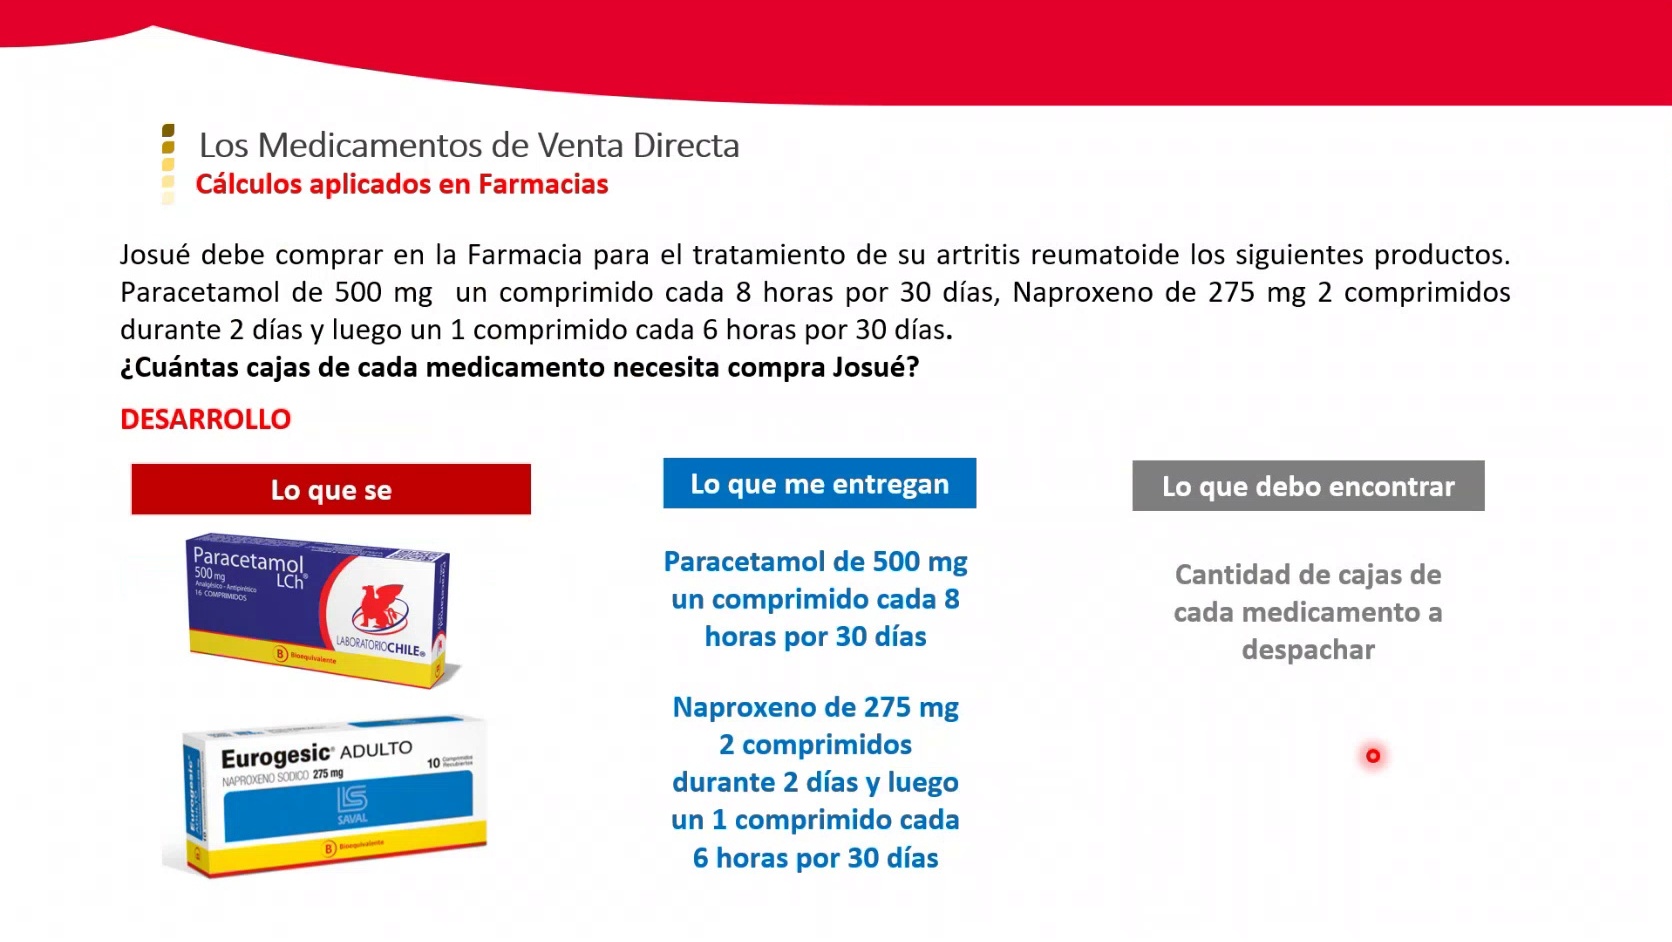 Los Medicamentos de Venta Directa
Cálculos aplicados en Farmacias
Josué debe comprar en la Farmacia para el tratamiento de su artritis reumatoide los siguientes productos.
Paracetamol de 500 mg un comprimido cada 8 horas por 30 días, Naproxeno de 275 mg 2 comprimidos
durante 2 días y luego un 1 comprimido cada 6 horas por 30 días.
¿Cuántas cajas de cada medicamento necesita compra Josué?
DESARROLLO
Lo que se
Paracetamol
LCh®
500 mg
Analgésico - Antipirético
16 COMPRIMIDOS
LABORATORIOCHILE®
B Bioequivalente
Eurogesic® ADULTO
NAPROXENO SODICO 275 mg
10 Comprimidos
Recubiertos
LS
SAVAL
B Bioequivalente
Lo que me entregan
Paracetamol de 500 mg
un comprimido cada 8
horas por 30 días
Naproxeno de 275 mg
2 comprimidos
durante 2 días y luego
un 1 comprimido cada
6 horas por 30 días
Lo que debo encontrar
Cantidad de cajas de
cada medicamento a
despachar